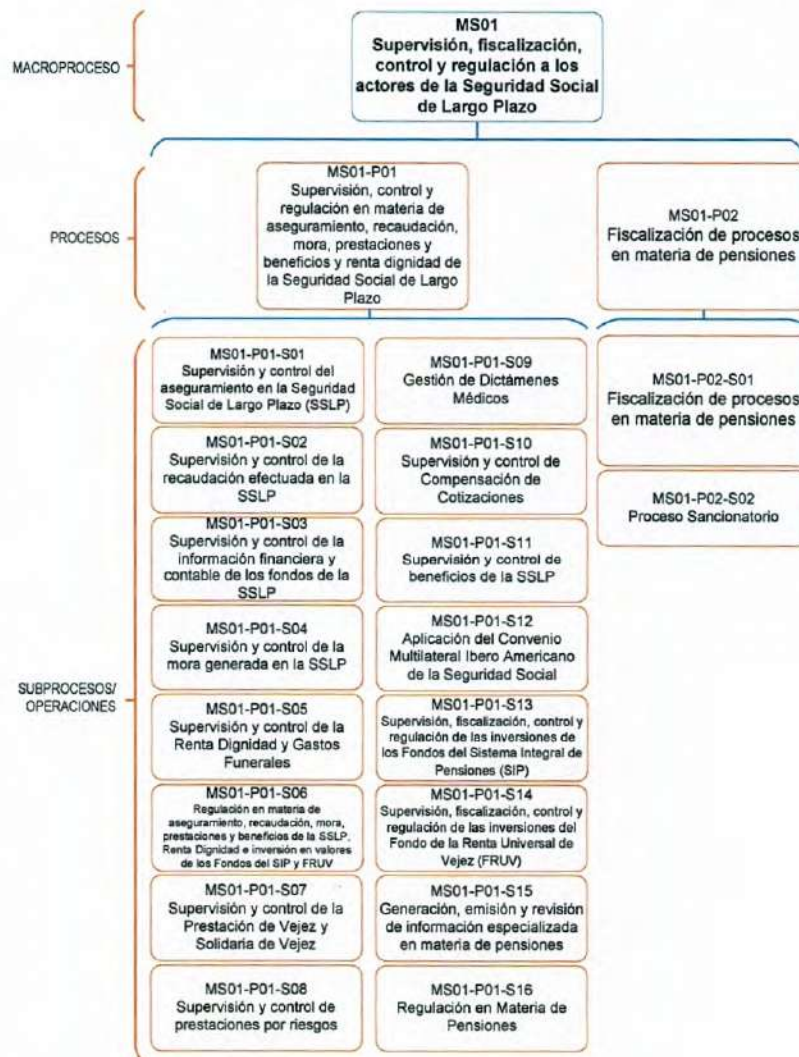 MACROPROCESO
MS01
Supervisión, fiscalización,
control y regulación a los
actores de la Seguridad Social
de Largo Plazo
PROCESOS
MS01-P01
Supervisión, control y
regulación en materia de
aseguramiento, recaudación,
mora, prestaciones y
beneficios y renta dignidad de
la Seguridad Social de Largo
Plazo
MS01-P02
Fiscalización de procesos
en materia de pensiones
SUBPROCESOS/
OPERACIONES
MS01-P01-S01
Supervisión y control del
aseguramiento en la Seguridad
Social de Largo Plazo (SSLP)
MS01-P01-S02
Supervisión y control de la
recaudación efectuada en la
SSLP
MS01-P01-S03
Supervisión y control de la
información financiera y
contable de los fondos de la
SSLP
MS01-P01-S04
Supervisión y control de la
mora generada en la SSLP
MS01-P01-S05
Supervisión y control de la
Renta Dignidad y Gastos
Funerales
MS01-P01-S06
Regulación en materia de
aseguramiento, recaudación, mora,
prestaciones y beneficios de la SSLP,
Renta Dignidad e inversión en valores
de los Fondos del SIP y FRUV
MS01-P01-S07
Supervisión y control de la
Prestación de Vejez y
Solidaria de Vejez
MS01-P01-S08
Supervisión y control de
prestaciones por riesgos
MS01-P01-S09
Gestión de Dictámenes
Médicos
MS01-P01-S10
Supervisión y control de
Compensación de
Cotizaciones
MS01-P01-S11
Supervisión y control de
beneficios de la SSLP
MS01-P01-S12
Aplicación del Convenio
Multilateral Ibero Americano
de la Seguridad Social
MS01-P01-S13
Supervisión, fiscalización, control y
regulación de las inversiones de
los Fondos del Sistema Integral de
Pensiones (SIP)
MS01-P01-S14
Supervisión, fiscalización, control y
regulación de las inversiones del
Fondo de la Renta Universal de
Vejez (FRUV)
MS01-P01-S15
Generación, emisión y revisión
de información especializada
en materia de pensiones
MS01-P01-S16
Regulación en Materia de
Pensiones
MS01-P02-S01
Fiscalización de procesos
en materia de pensiones
MS01-P02-S02
Proceso Sancionatorio